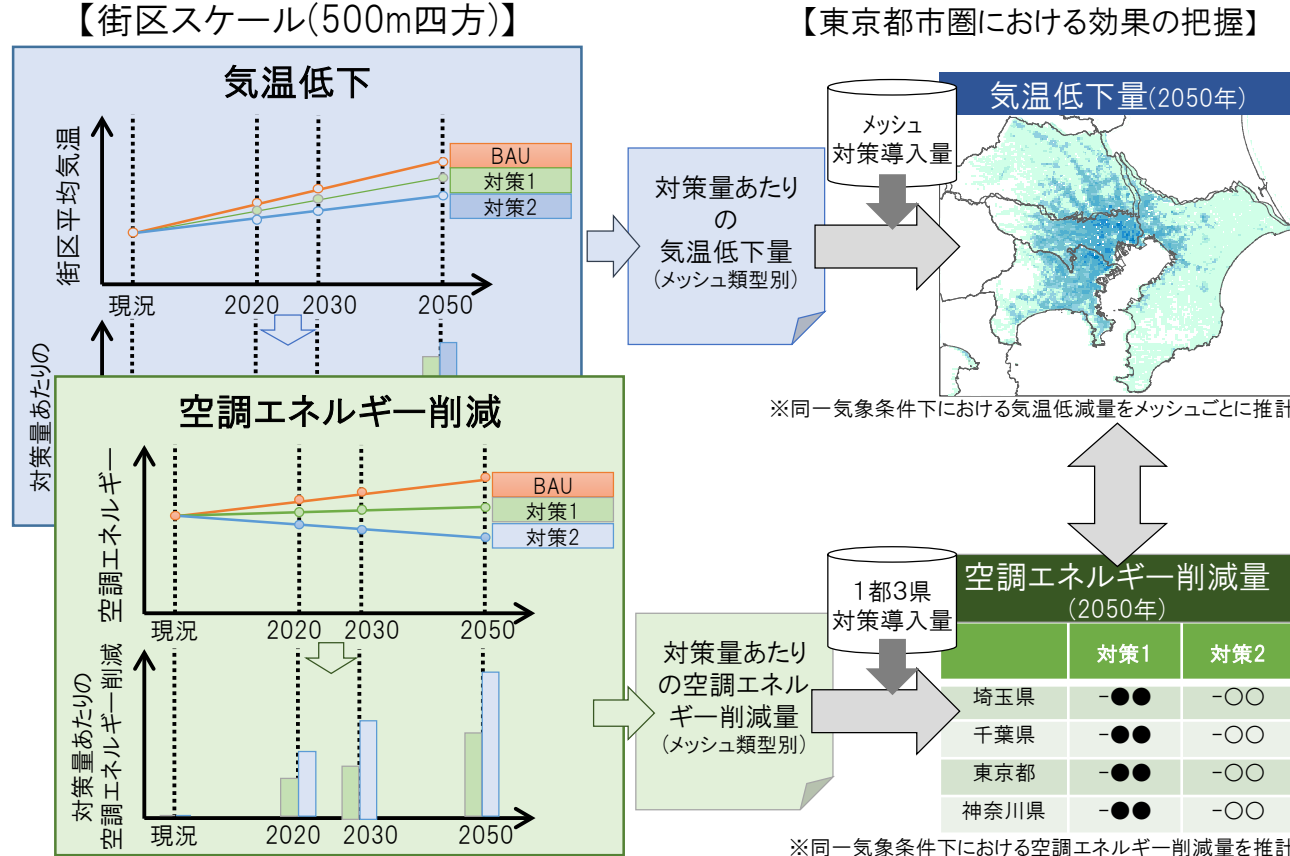 【街区スケール(500m四方)】
気温低下
街区平均気温
BAU
対策1
対策2
現況
2020
2030
2050
対策量あたりの
空調エネルギー削減
空調エネルギー
BAU
対策1
対策2
現況
2020
2030
2050
対策量あたりの
空調エネルギー削減
現況
2020
2030
2050
対策量あたり
の
気温低下量
(メッシュ類型別)
対策量あたり
の空調エネル
ギー削減量
(メッシュ類型別)
【東京都市圏における効果の把握】
メッシュ
対策導入量
気温低下量(2050年)
※同一気象条件下における気温低減量をメッシュごとに推計
1都3県
対策導入量
空調エネルギー削減量
(2050年)
対策1 対策2
埼玉県 -●● -○○
千葉県 -●● -○○
東京都 -●● -○○
神奈川県 -●● -○○
※同一気象条件下における空調エネルギー削減量を推計